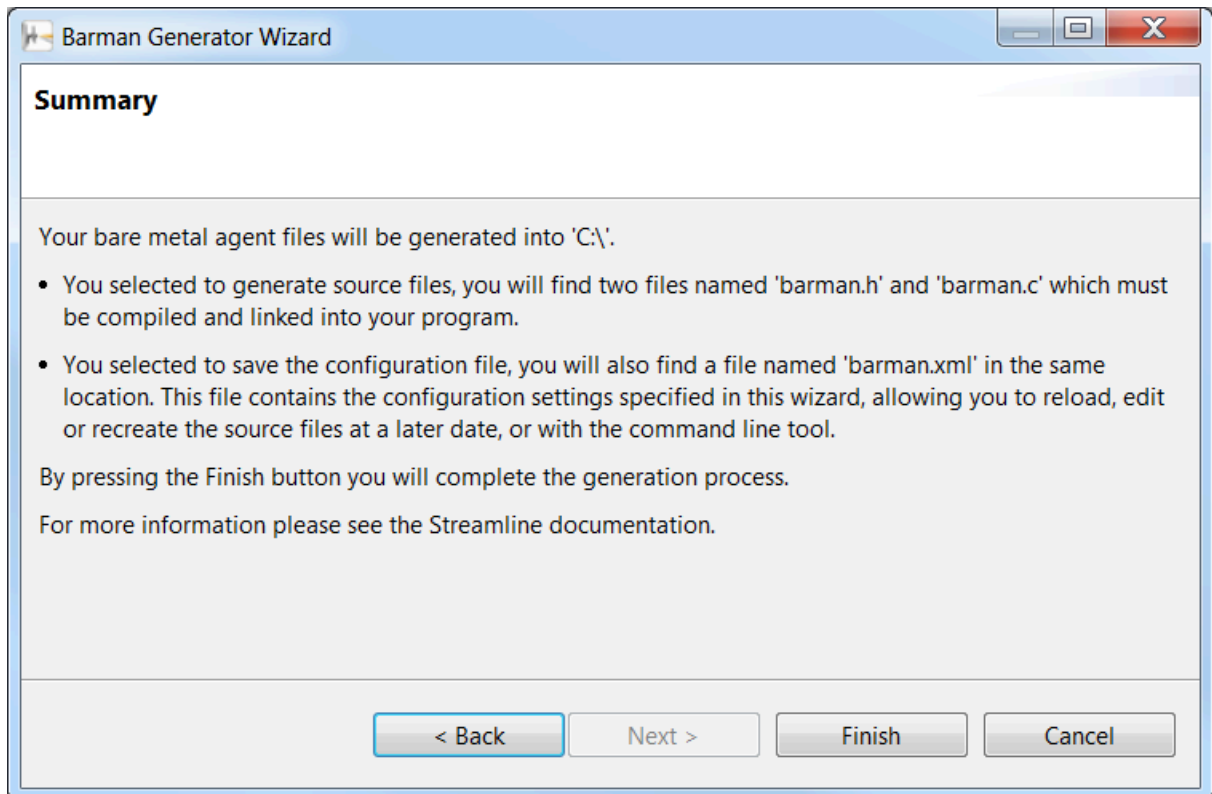 Barman Generator Wizard
Summary
Your bare metal agent files will be generated into 'C:\'.
• You selected to generate source files, you will find two files named 'barman.h' and 'barman.c' which must
be compiled and linked into your program.
• You selected to save the configuration file, you will also find a file named 'barman.xml' in the same
location. This file contains the configuration settings specified in this wizard, allowing you to reload, edit
or recreate the source files at a later date, or with the command line tool.
By pressing the Finish button you will complete the generation process.
For more information please see the Streamline documentation.
< Back Next > Finish Cancel